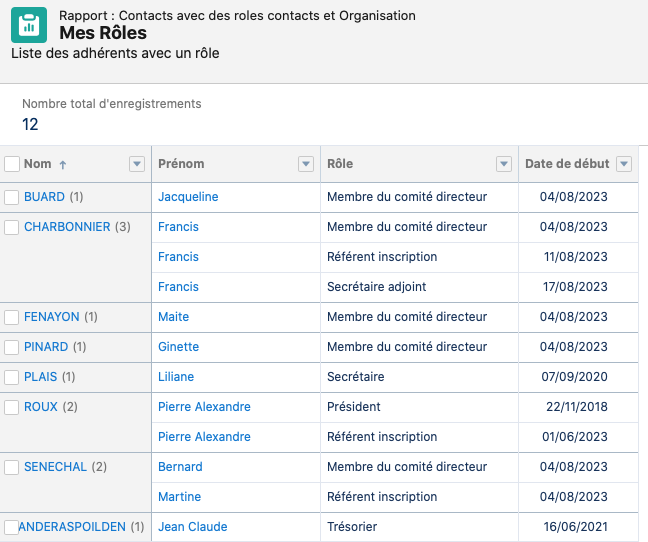 Rapport : Contacts avec des roles contacts et Organisation
Mes Rôles
Liste des adhérents avec un rôle
Nombre total d'enregistrements
12
Nom ↑ Prénom Rôle Date de début
BUARD (1) Jacqueline Membre du comité directeur 04/08/2023
CHARBONNIER (3) Francis Membre du comité directeur 04/08/2023
Francis Référent inscription 11/08/2023
Francis Secrétaire adjoint 17/08/2023
FENAYON (1) Maite Membre du comité directeur 04/08/2023
PINARD (1) Ginette Membre du comité directeur 04/08/2023
PLAIS (1) Liliane Secrétaire 07/09/2020
ROUX (2) Pierre Alexandre Président 22/11/2018
Pierre Alexandre Référent inscription 01/06/2023
SENECHAL (2) Bernard Membre du comité directeur 04/08/2023
Martine Référent inscription 04/08/2023
ANDERASPOILDEN (1) Jean Claude Trésorier 16/06/2021